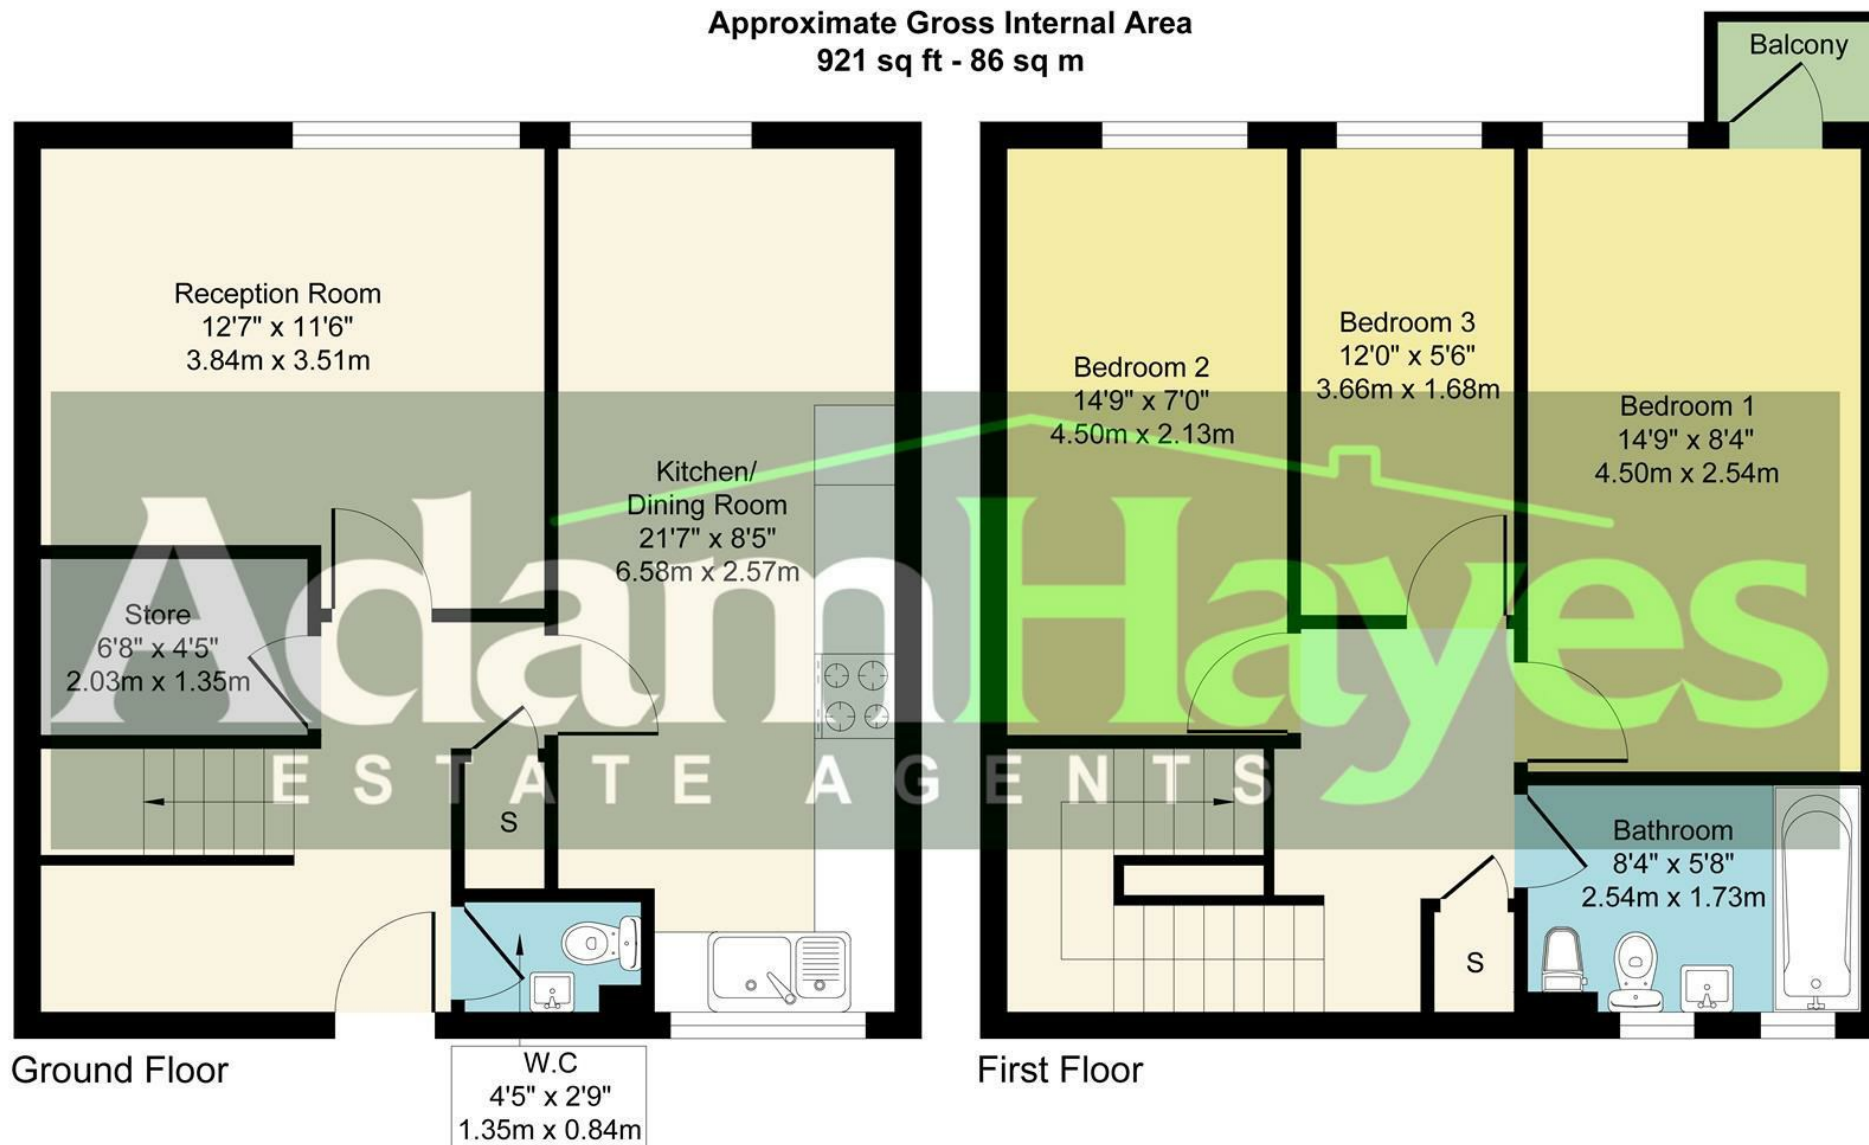 Approximate Gross Internal Area
921 sq ft - 86 sq m
Balcony
Reception Room
12'7" x 11'6"
3.84m x 3.51m
Kitchen/
Dining Room
21'7" x 8'5"
6.58m x 2.57m
Store
6'8" x 4'5"
2.03m x 1.35m
S
W.C
4'5" x 2'9"
1.35m x 0.84m
Ground Floor
Bedroom 2
14'9" x 7'0"
4.50m x 2.13m
Bedroom 3
12'0" x 5'6"
3.66m x 1.68m
Bedroom 1
14'9" x 8'4"
4.50m x 2.54m
Bathroom
8'4" x 5'8"
2.54m x 1.73m
S
First Floor
AdamHayes
ESTATE AGENTS